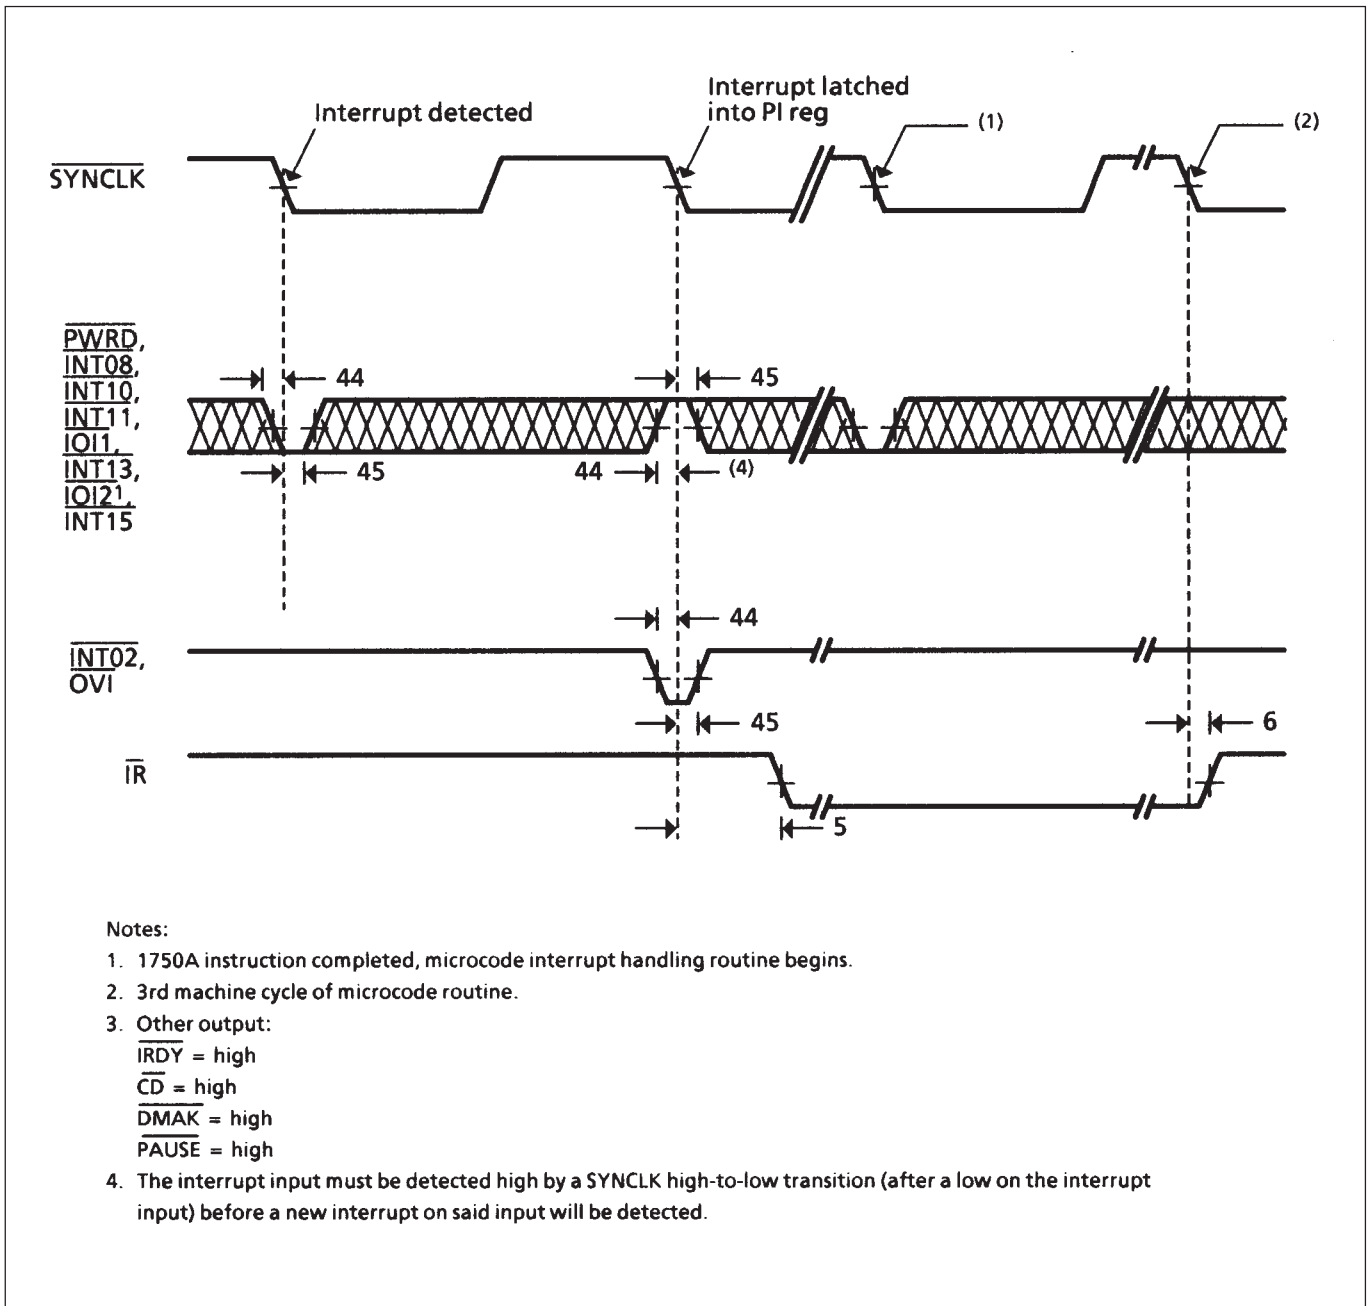 Interrupt detected
Interrupt latched
into PI reg
(1)
(2)
SYNCLK
PWRD,
INT08,
INT10,
INT11,
IOI1,
INT13,
IOI2¹,
INT15
44
45
45
44
(4)
44
INT02,
OVI
45
6
IR
5
Notes:
1. 1750A instruction completed, microcode interrupt handling routine begins.
2. 3rd machine cycle of microcode routine.
3. Other output:
IRDY = high
CD = high
DMAK = high
PAUSE = high
4. The interrupt input must be detected high by a SYNCLK high-to-low transition (after a low on the interrupt
input) before a new interrupt on said input will be detected.